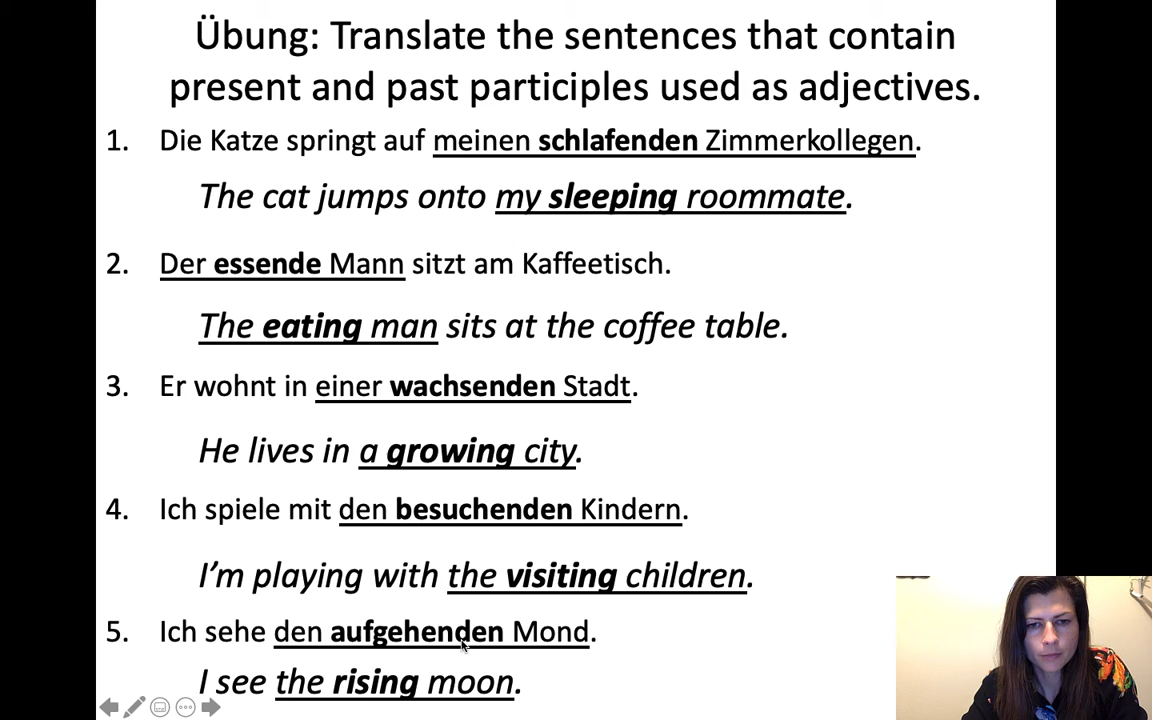 Übung: Translate the sentences that contain
present and past participles used as adjectives.
1. Die Katze springt auf meinen schlafenden Zimmerkollegen.
The cat jumps onto my sleeping roommate.
2. Der essende Mann sitzt am Kaffeetisch.
The eating man sits at the coffee table.
3. Er wohnt in einer wachsenden Stadt.
He lives in a growing city.
4. Ich spiele mit den besuchenden Kindern.
I’m playing with the visiting children.
5. Ich sehe den aufgehenden Mond.
I see the rising moon.